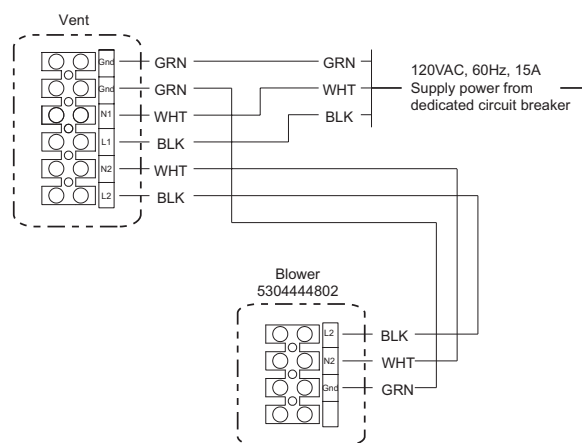 Vent
Gnd GRN GRN
Gnd GRN
N1 WHT WHT
L1 BLK BLK
N2 WHT
L2 BLK
120VAC, 60Hz, 15A
Supply power from
dedicated circuit breaker
Blower
5304444802
L2 BLK
N2 WHT
Gnd GRN